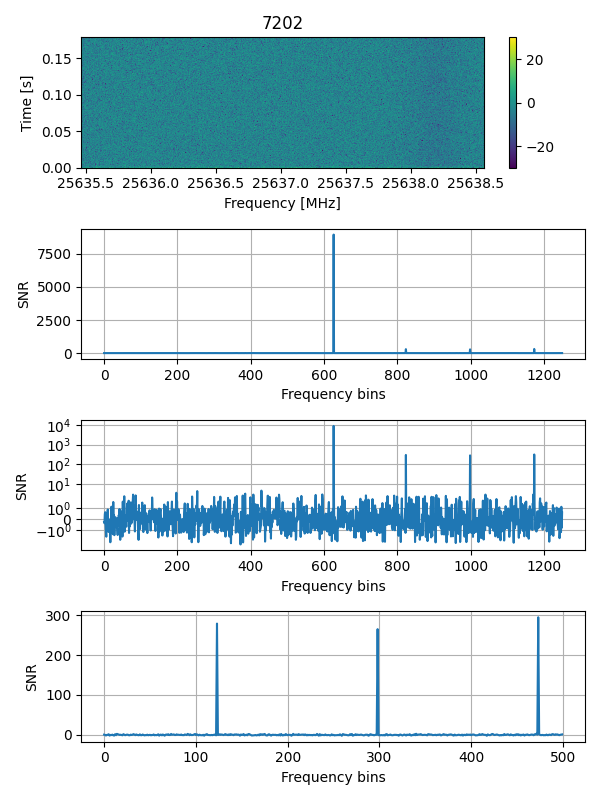 7202
0.15
0.10
0.05
0.00
Time [s]
20
0
−20
25635.5 25636.0 25636.5 25637.0 25637.5 25638.0 25638.5
Frequency [MHz]
7500
5000
2500
0
SNR
0 200 400 600 800 1000 1200
Frequency bins
10⁴
10³
10²
10¹
10⁰
0
−10⁰
SNR
0 200 400 600 800 1000 1200
Frequency bins
300
200
100
0
SNR
0 100 200 300 400 500
Frequency bins